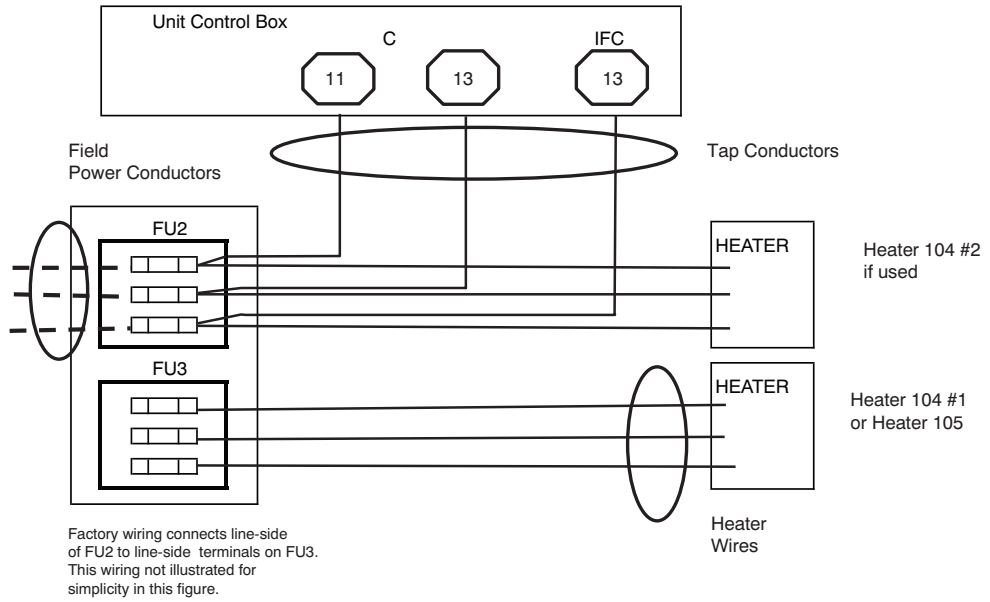 Unit Control Box
C
IFC
11
13
13
Field
Power Conductors
Tap Conductors
FU2
HEATER
Heater 104 #2
if used
FU3
HEATER
Heater 104 #1
or Heater 105
Heater
Wires
Factory wiring connects line-side
of FU2 to line-side terminals on FU3.
This wiring not illustrated for
simplicity in this figure.